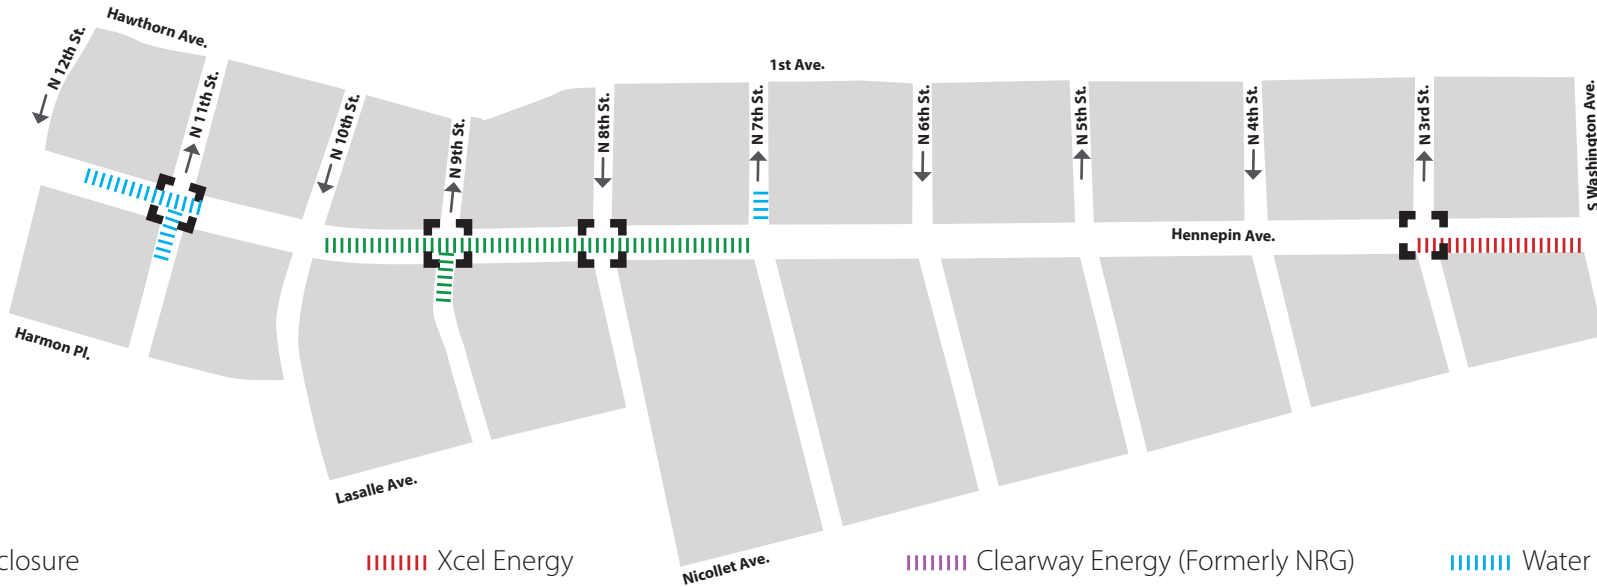 Hawthorn Ave.
N 12th St.
N 11th St.
N 10th St.
N 9th St.
N 8th St.
1st Ave.
N 7th St.
N 6th St.
N 5th St.
N 4th St.
N 3rd St.
S Washington Ave.
Hennepin Ave.
Harmon Pl.
Lasalle Ave.
Nicollet Ave.
closure
Xcel Energy
Clearway Energy (Formerly NRG)
Water